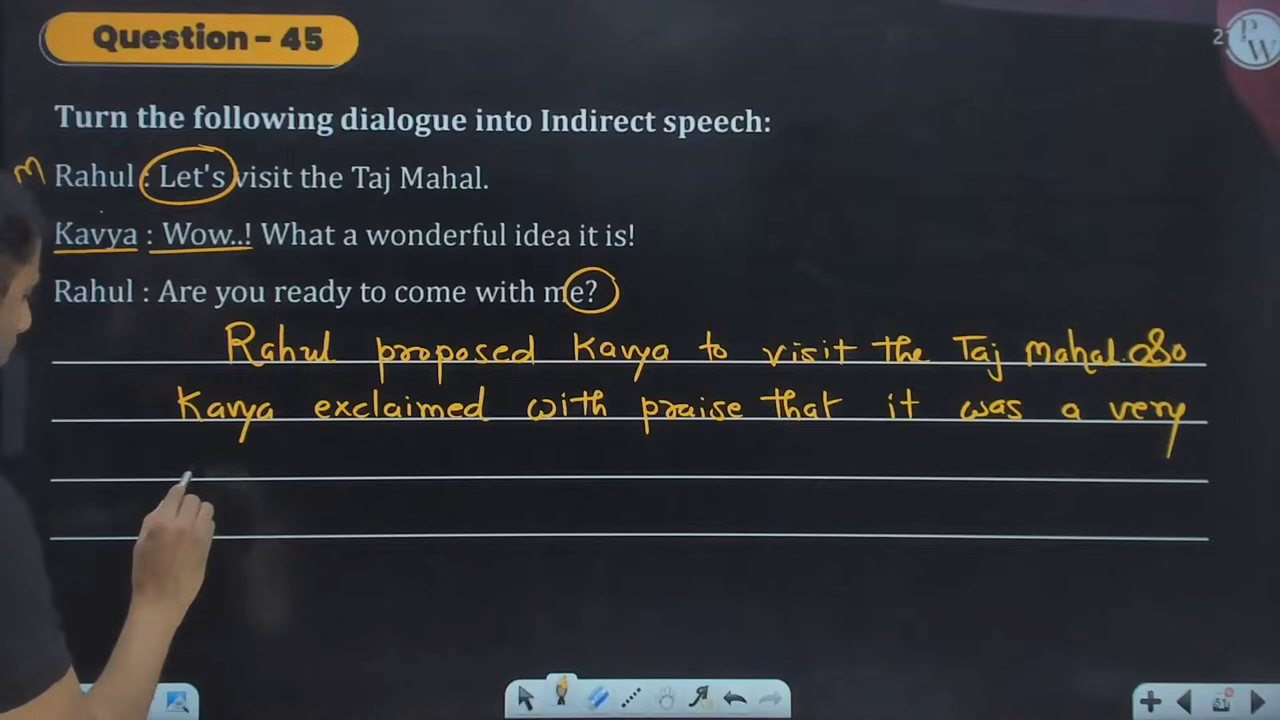 Question - 45
2
PW
Turn the following dialogue into Indirect speech:
Rahul : Let's visit the Taj Mahal.
Kavya : Wow..! What a wonderful idea it is!
Rahul : Are you ready to come with me?
Rahul proposed Kavya to visit the Taj Mahal. So
Kavya exclaimed with praise that it was a very